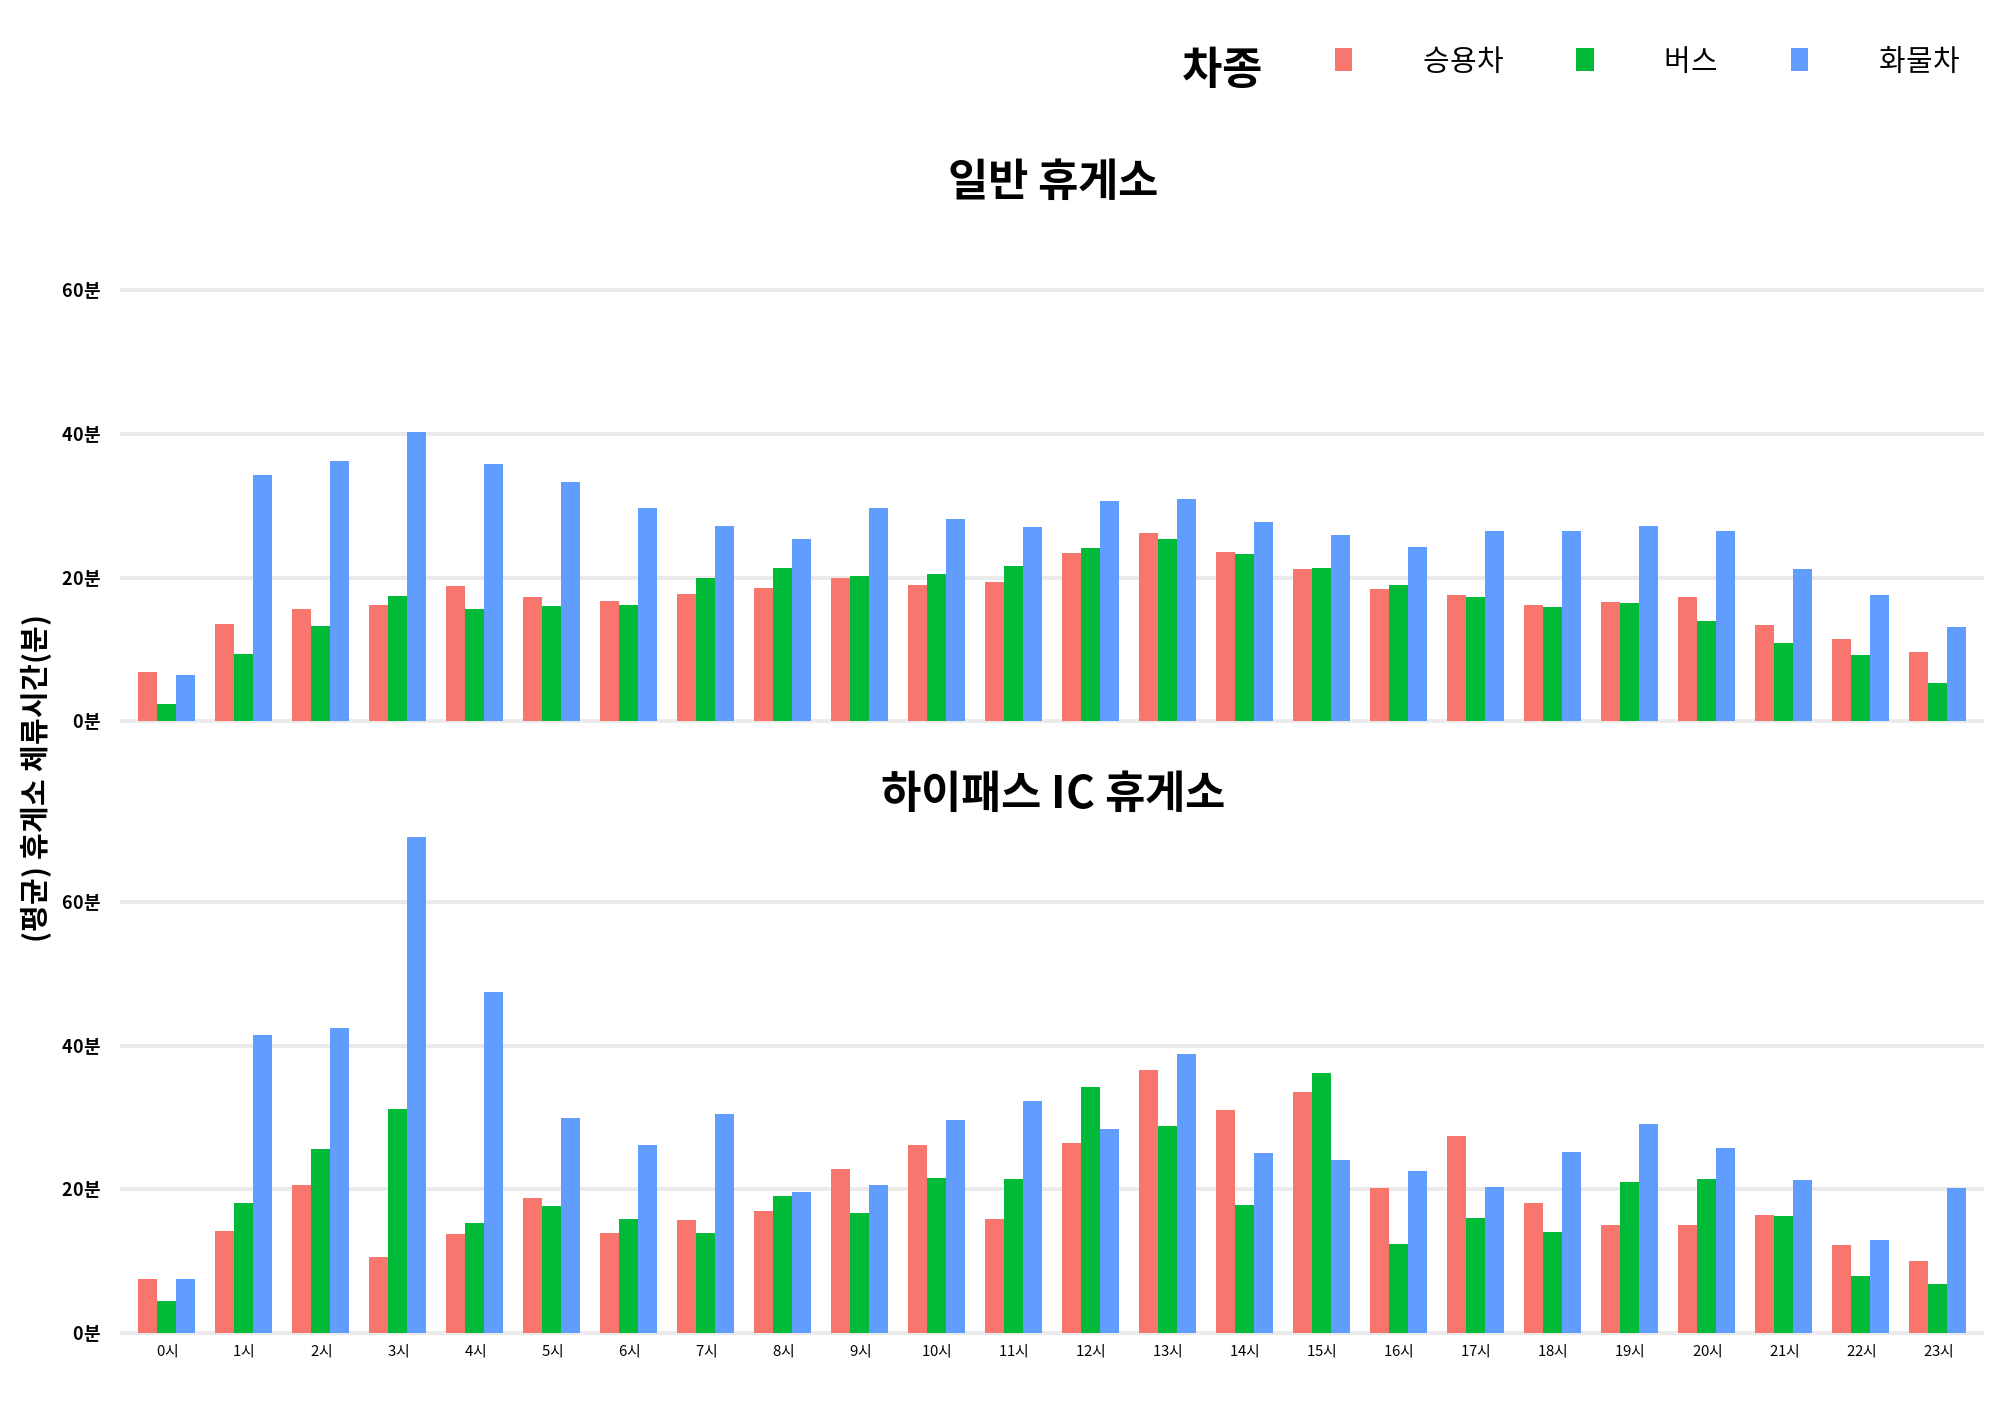 차종 승용차 버스 화물차
일반 휴게소
60분
40분
20분
0분
(평균) 휴게소 체류시간(분)
하이패스 IC 휴게소
60분
40분
20분
0분
0시 1시 2시 3시 4시 5시 6시 7시 8시 9시 10시 11시 12시 13시 14시 15시 16시 17시 18시 19시 20시 21시 22시 23시